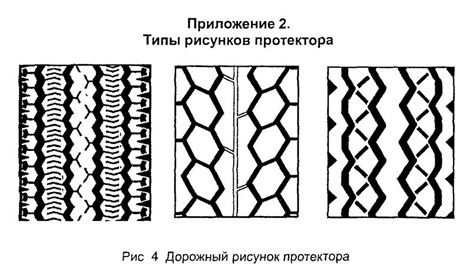 Приложение 2.
Типы рисунков протектора
Рис 4 Дорожный рисунок протектора